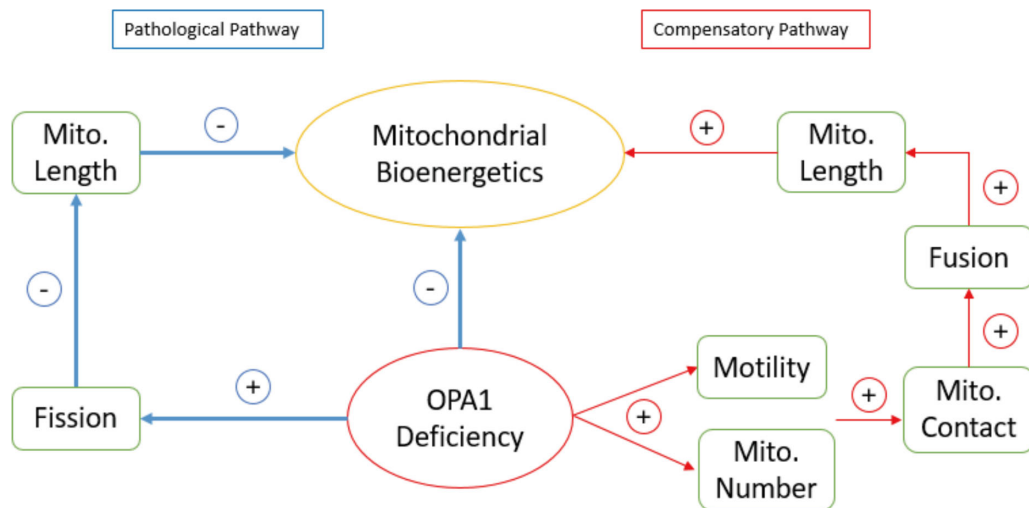 Pathological Pathway
Compensatory Pathway
Mito.
Length
-
Mitochondrial
Bioenergetics
+
Mito.
Length
+
-
-
Fusion
+
Fission
+
OPA1
Deficiency
+
Motility
Mito.
Number
+
Mito.
Contact